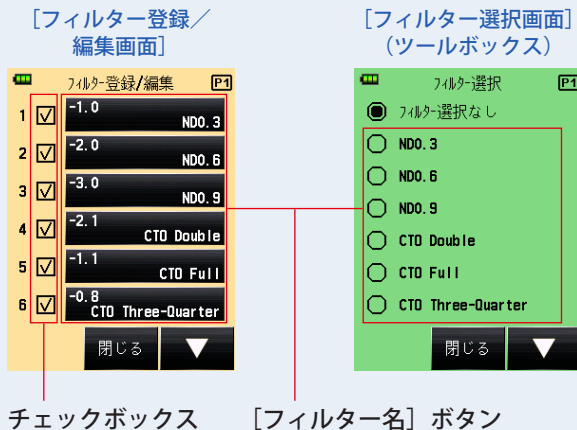 ［フィルター登録／
編集画面］
フィルター登録/編集 P1
1 -1.0
ND0.3
2 -2.0
ND0.6
3 -3.0
ND0.9
4 -2.1
CTO Double
5 -1.1
CTO Full
6 -0.8
CTO Three-Quarter
閉じる
チェックボックス
［フィルター選択画面］
（ツールボックス）
フィルター選択 P1
フィルター選択なし
ND0.3
ND0.6
ND0.9
CTO Double
CTO Full
CTO Three-Quarter
閉じる
［フィルター名］ボタン